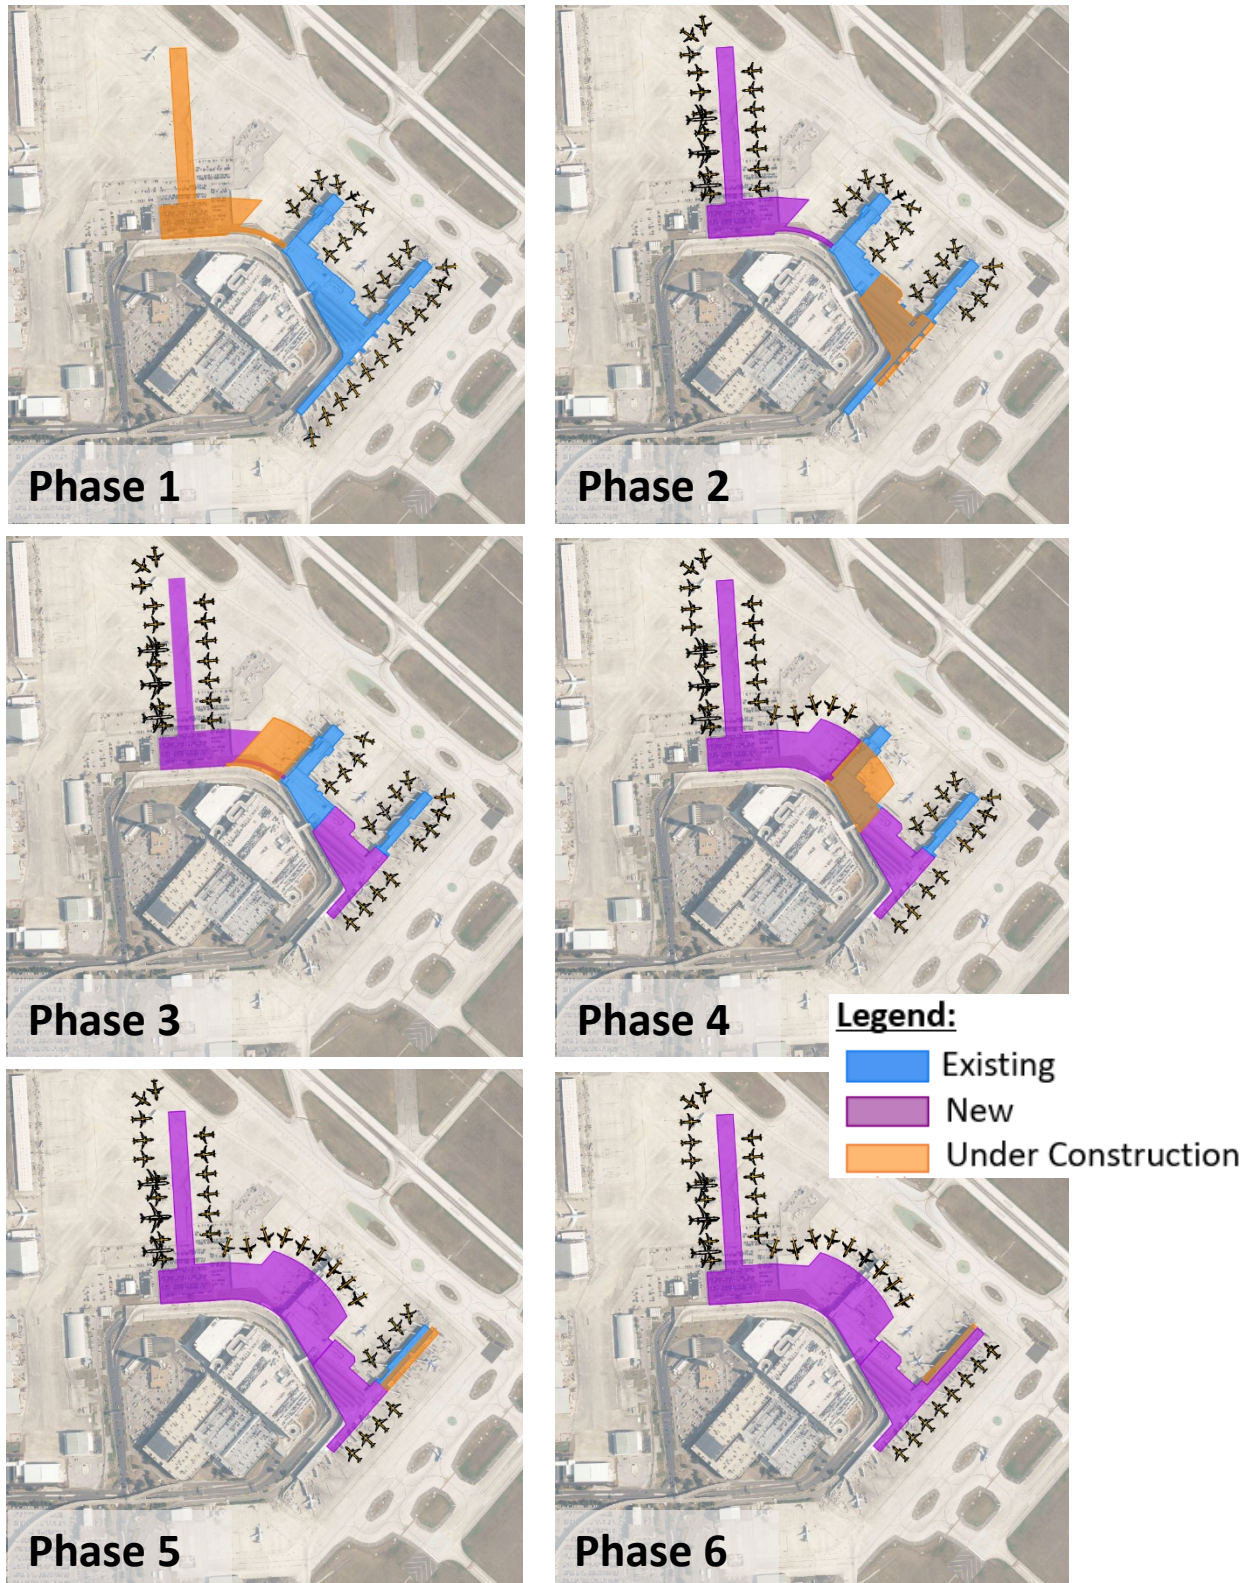 Phase 1
Phase 2
Phase 3
Phase 4
Legend:
Existing
New
Under Construction
Phase 5
Phase 6